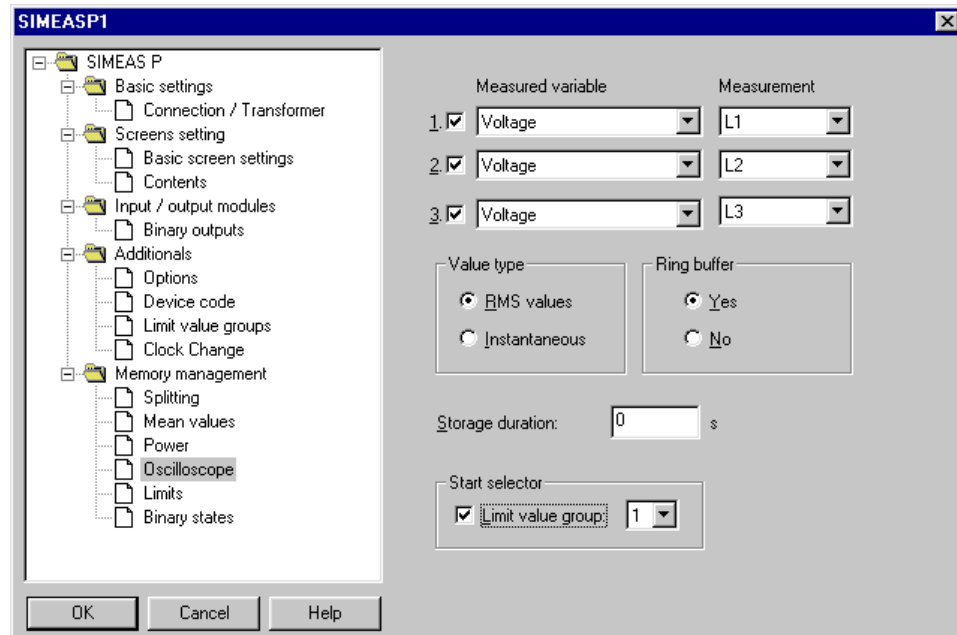 SIMEASP1
SIMEAS P
Basic settings
Connection / Transformer
Screens setting
Basic screen settings
Contents
Input / output modules
Binary outputs
Additionals
Options
Device code
Limit value groups
Clock Change
Memory management
Splitting
Mean values
Power
Oscilloscope
Limits
Binary states
OK Cancel Help
Measured variable Measurement
1. Voltage L1
2. Voltage L2
3. Voltage L3
Value type
RMS values
Instantaneous
Ring buffer
Yes
No
Storage duration: 0 s
Start selector
Limit value group: 1